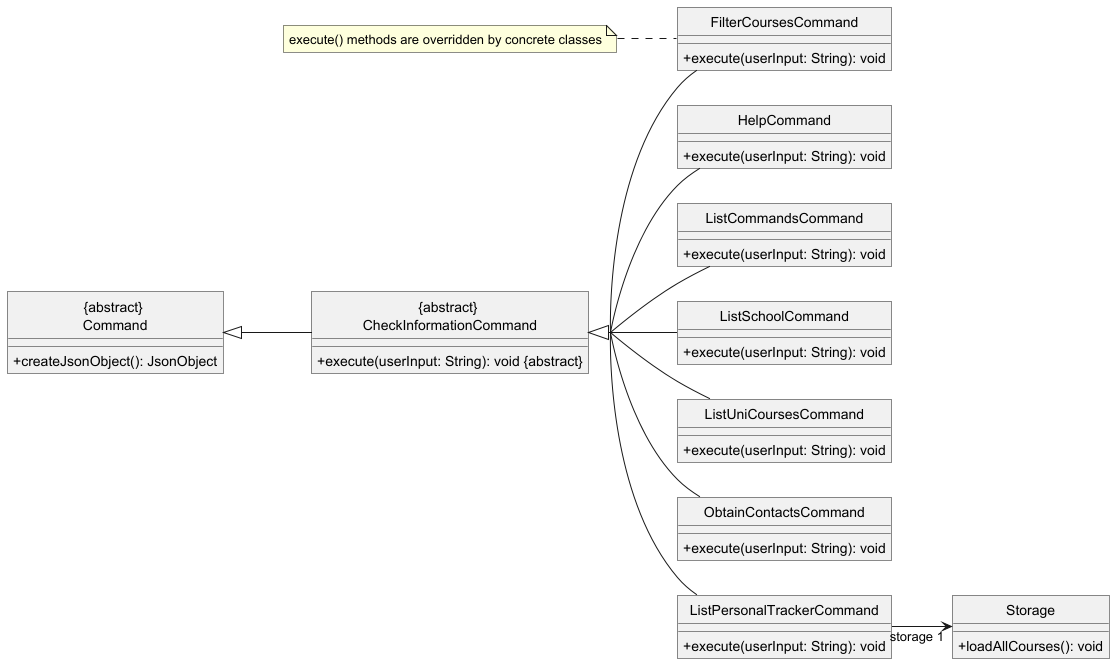 execute() methods are overridden by concrete classes
FilterCoursesCommand
+execute(userInput: String): void
HelpCommand
+execute(userInput: String): void
ListCommandsCommand
+execute(userInput: String): void
{abstract}
Command
+createJsonObject(): JsonObject
{abstract}
CheckInformationCommand
+execute(userInput: String): void {abstract}
ListSchoolCommand
+execute(userInput: String): void
ListUniCoursesCommand
+execute(userInput: String): void
ObtainContactsCommand
+execute(userInput: String): void
ListPersonalTrackerCommand
+execute(userInput: String): void
storage 1
Storage
+loadAllCourses(): void